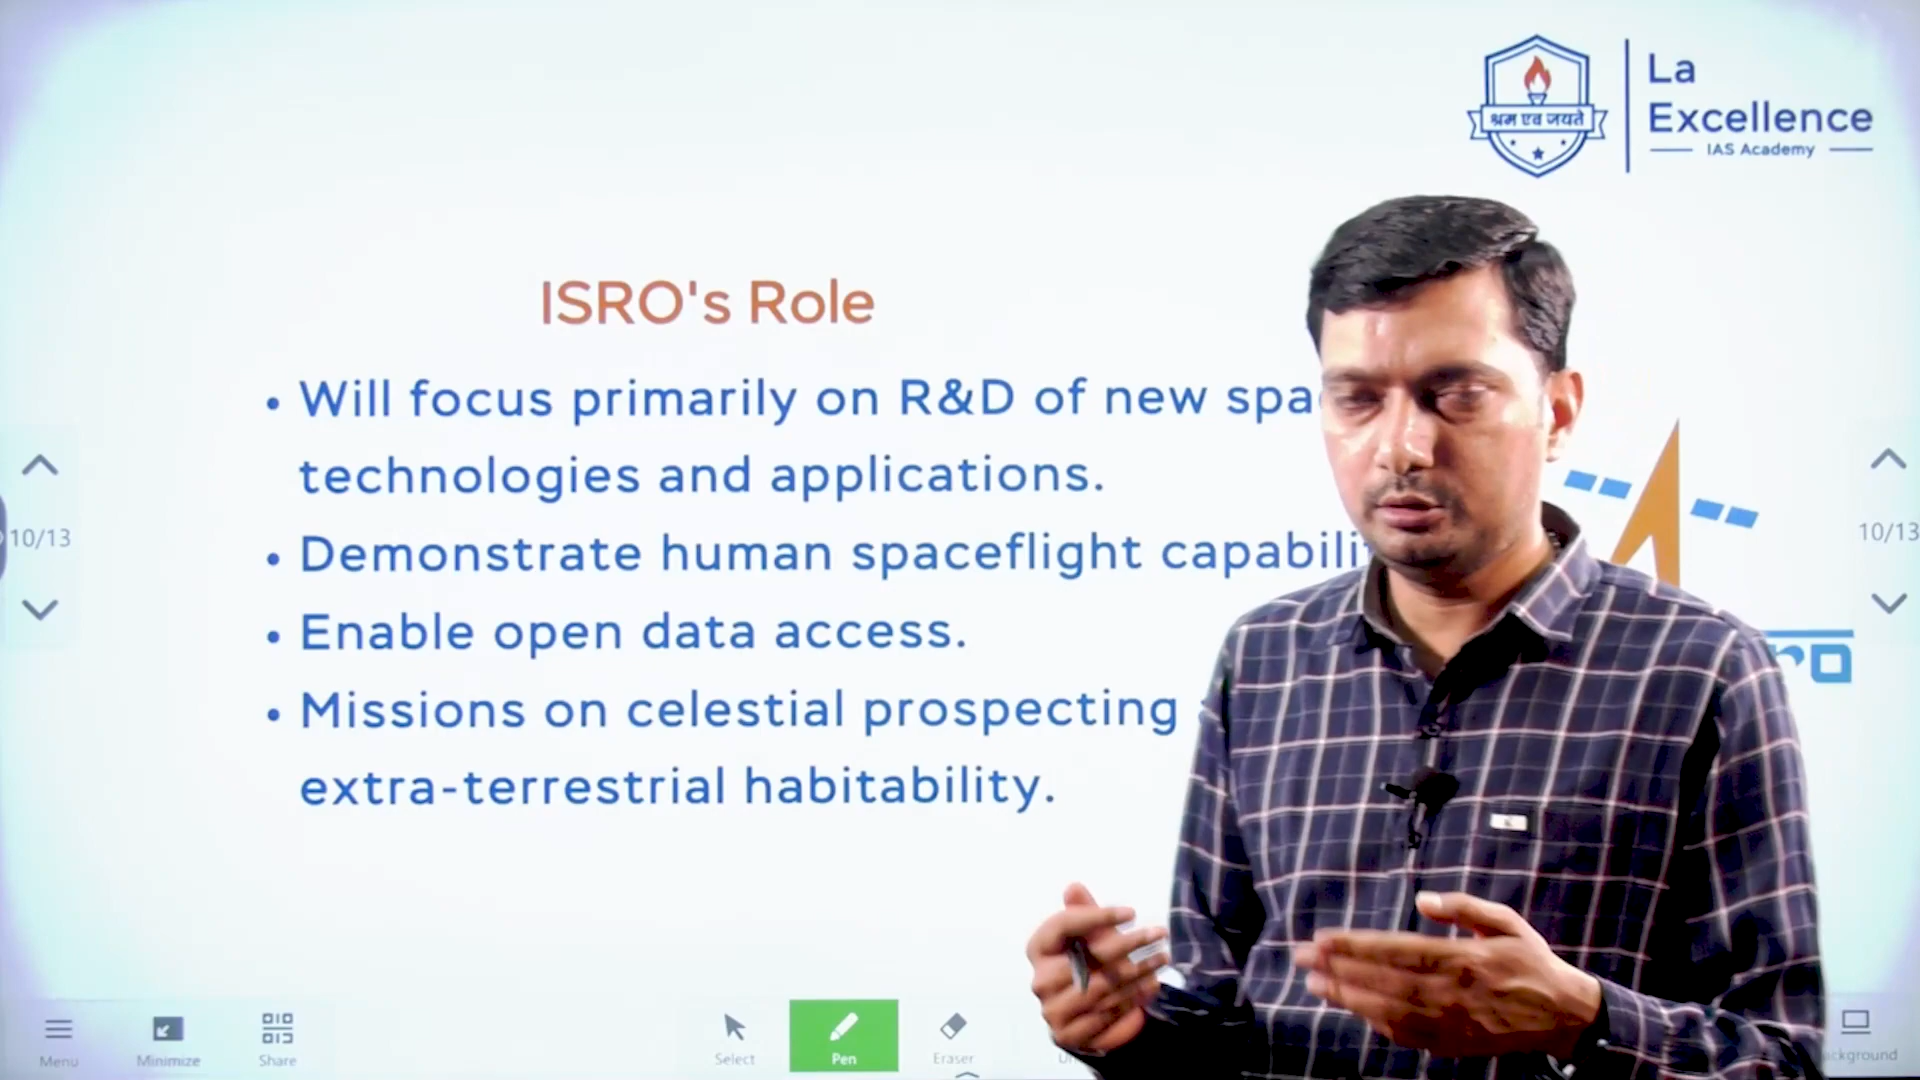 La
Excellence
IAS Academy
श्रम एव जयते
ISRO's Role
• Will focus primarily on R&D of new
technologies and applications.
• Demonstrate human spaceflight
• Enable open data access.
• Missions on celestial prospecting
extra-terrestrial habitability.
10/13
10/13
Menu
Minimize
Share
Select
Pen
Eraser